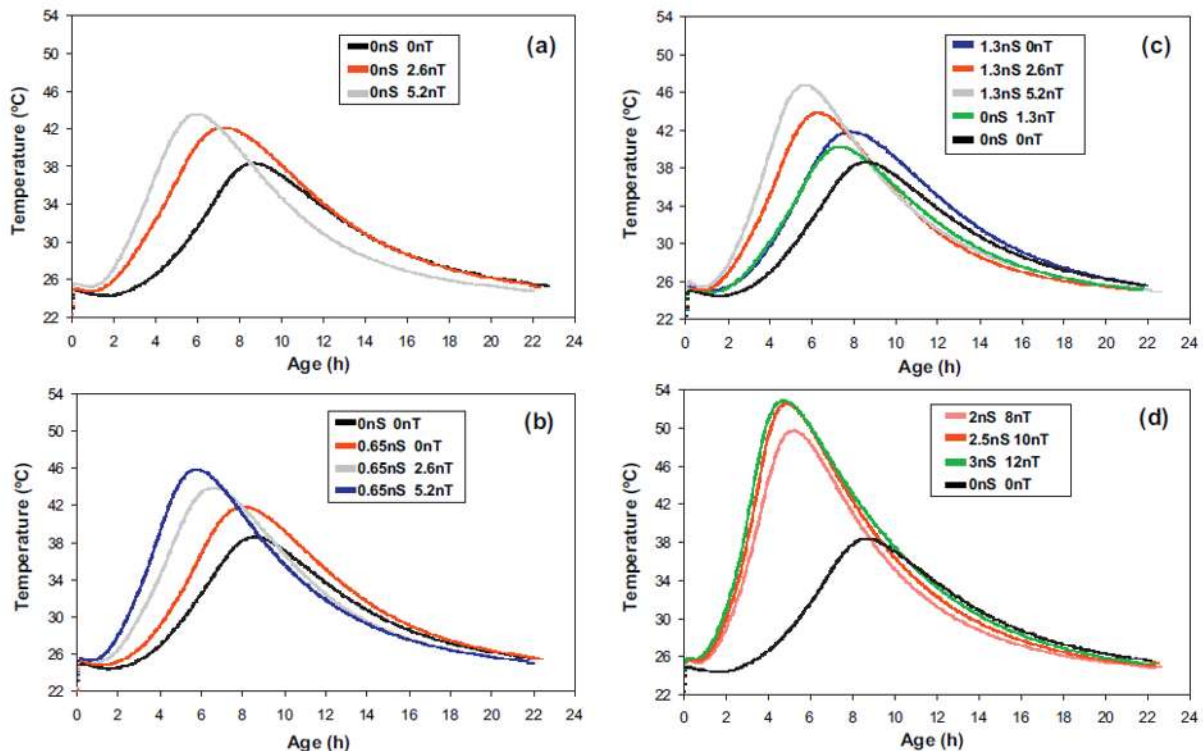 54
50
46
42
38
34
30
26
22
Temperature (ºC)
(a)
0nS 0nT
0nS 2.6nT
0nS 5.2nT
0 2 4 6 8 10 12 14 16 18 20 22 24
Age (h)
54
50
46
42
38
34
30
26
22
Temperature (ºC)
(c)
1.3nS 0nT
1.3nS 2.6nT
1.3nS 5.2nT
0nS 1.3nT
0nS 0nT
0 2 4 6 8 10 12 14 16 18 20 22 24
Age (h)
54
50
46
42
38
34
30
26
22
Temperature (ºC)
(b)
0nS 0nT
0.65nS 0nT
0.65nS 2.6nT
0.65nS 5.2nT
0 2 4 6 8 10 12 14 16 18 20 22 24
Age (h)
54
50
46
42
38
34
30
26
22
Temperature (ºC)
(d)
2nS 8nT
2.5nS 10nT
3nS 12nT
0nS 0nT
0 2 4 6 8 10 12 14 16 18 20 22 24
Age (h)